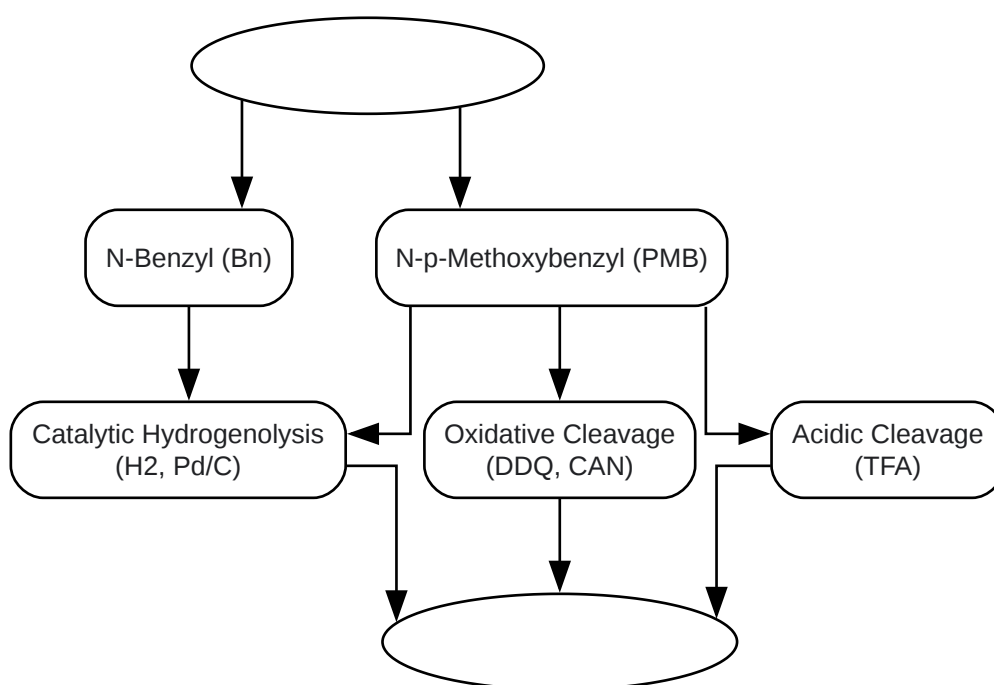 N-Benzyl (Bn)
N-p-Methoxybenzyl (PMB)
Catalytic Hydrogenolysis
(H2, Pd/C)
Oxidative Cleavage
(DDQ, CAN)
Acidic Cleavage
(TFA)